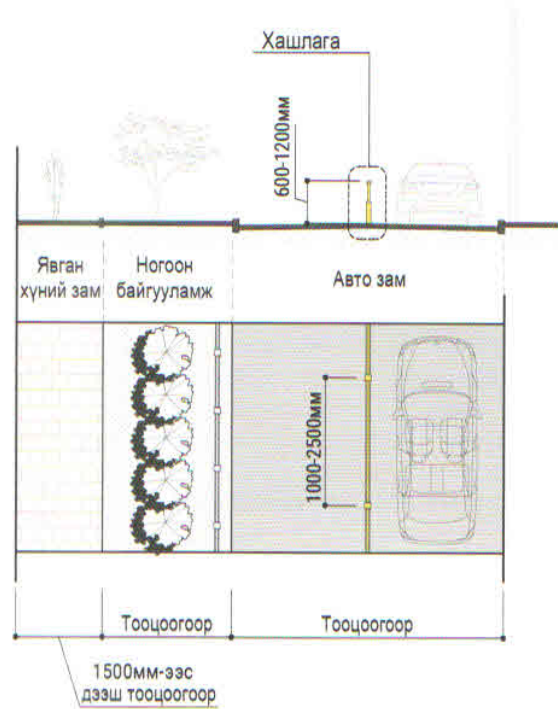 Хашлага
600-1200мм
Явган
хүний зам
Ногоон
байгууламж
Авто зам
1000-2500мм
Тооцоогоор
Тооцоогоор
1500мм-ээс
дээш тооцоогоор